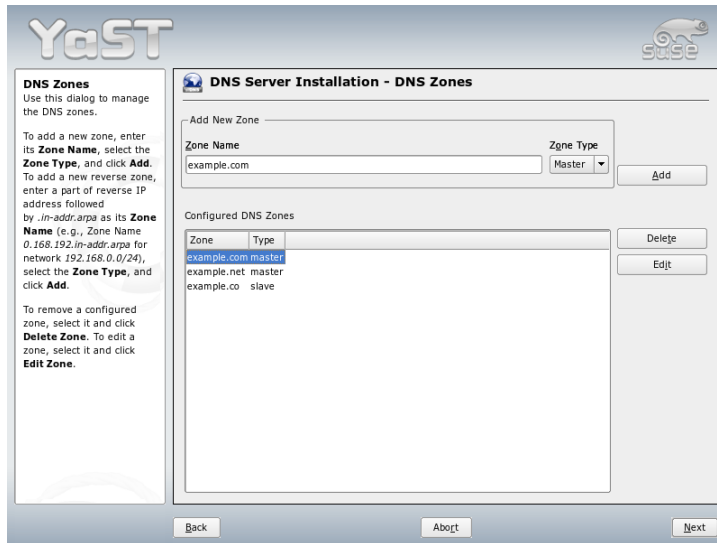 YaST
SUSE
DNS Zones
Use this dialog to manage
the DNS zones.
To add a new zone, enter
its Zone Name, select the
Zone Type, and click Add.
To add a new reverse zone,
enter a part of reverse IP
address followed
by .in-addr.arpa as its Zone
Name (e.g., Zone Name
0.168.192.in-addr.arpa for
network 192.168.0.0/24),
select the Zone Type, and
click Add.
To remove a configured
zone, select it and click
Delete Zone. To edit a
zone, select it and click
Edit Zone.
DNS Server Installation - DNS Zones
Add New Zone
Zone Name Zone Type
example.com Master
Add
Configured DNS Zones
Zone Type
example.com master
example.net master
example.co slave
Delete
Edit
Back Abort Next